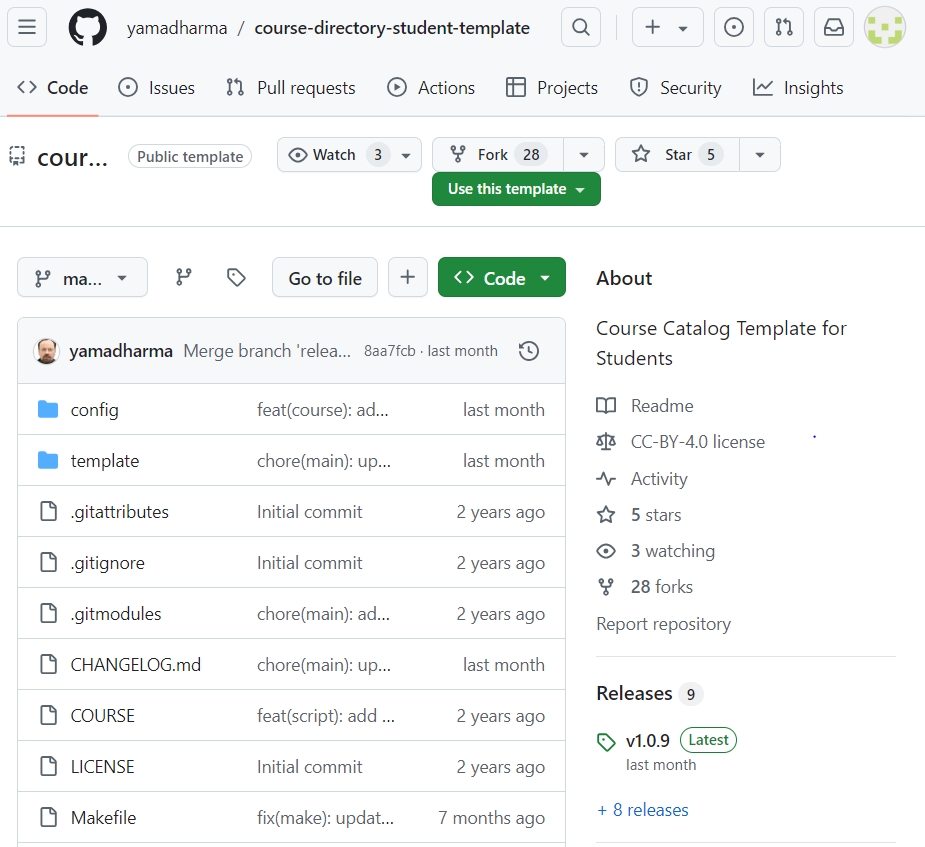 yamadharma / course-directory-student-template
Code Issues Pull requests Actions Projects Security Insights
cour... Public template Watch 3 Fork 28 Star 5
Use this template
ma... Go to file + Code
yamadharma Merge branch 'relea... 8aa7fcb · last month
config feat(course): ad... last month
template chore(main): up... last month
.gitattributes Initial commit 2 years ago
.gitignore Initial commit 2 years ago
.gitmodules chore(main): ad... 2 years ago
CHANGELOG.md chore(main): up... last month
COURSE feat(script): add ... 2 years ago
LICENSE Initial commit 2 years ago
Makefile fix(make): updat... 7 months ago
About
Course Catalog Template for
Students
Readme
CC-BY-4.0 license
Activity
5 stars
3 watching
28 forks
Report repository
Releases 9
v1.0.9 Latest
last month
+ 8 releases